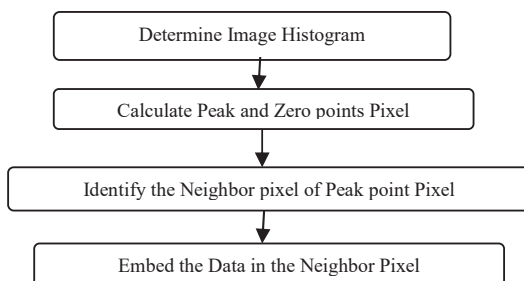 Determine Image Histogram
Calculate Peak and Zero points Pixel
Identify the Neighbor pixel of Peak point Pixel
Embed the Data in the Neighbor Pixel